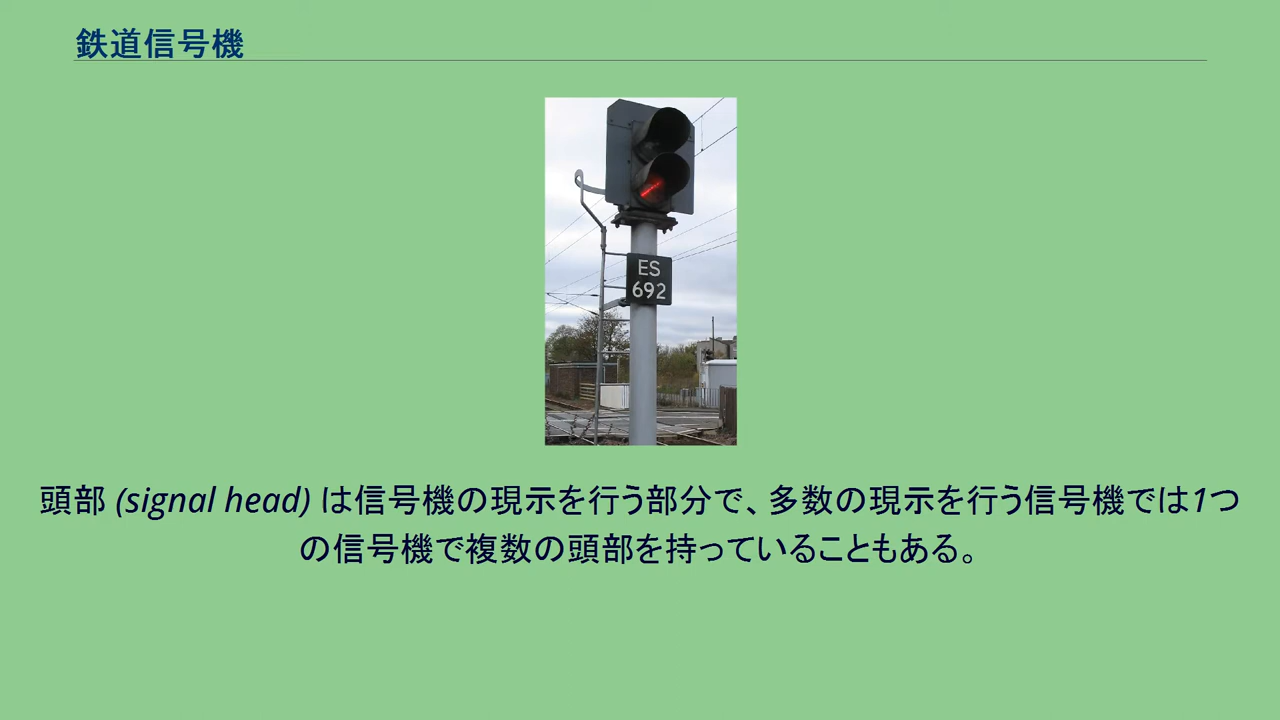 鉄道信号機
ES
692
頭部 (signal head) は信号機の現示を行う部分で、多数の現示を行う信号機では1つ
の信号機で複数の頭部を持っていることもある。